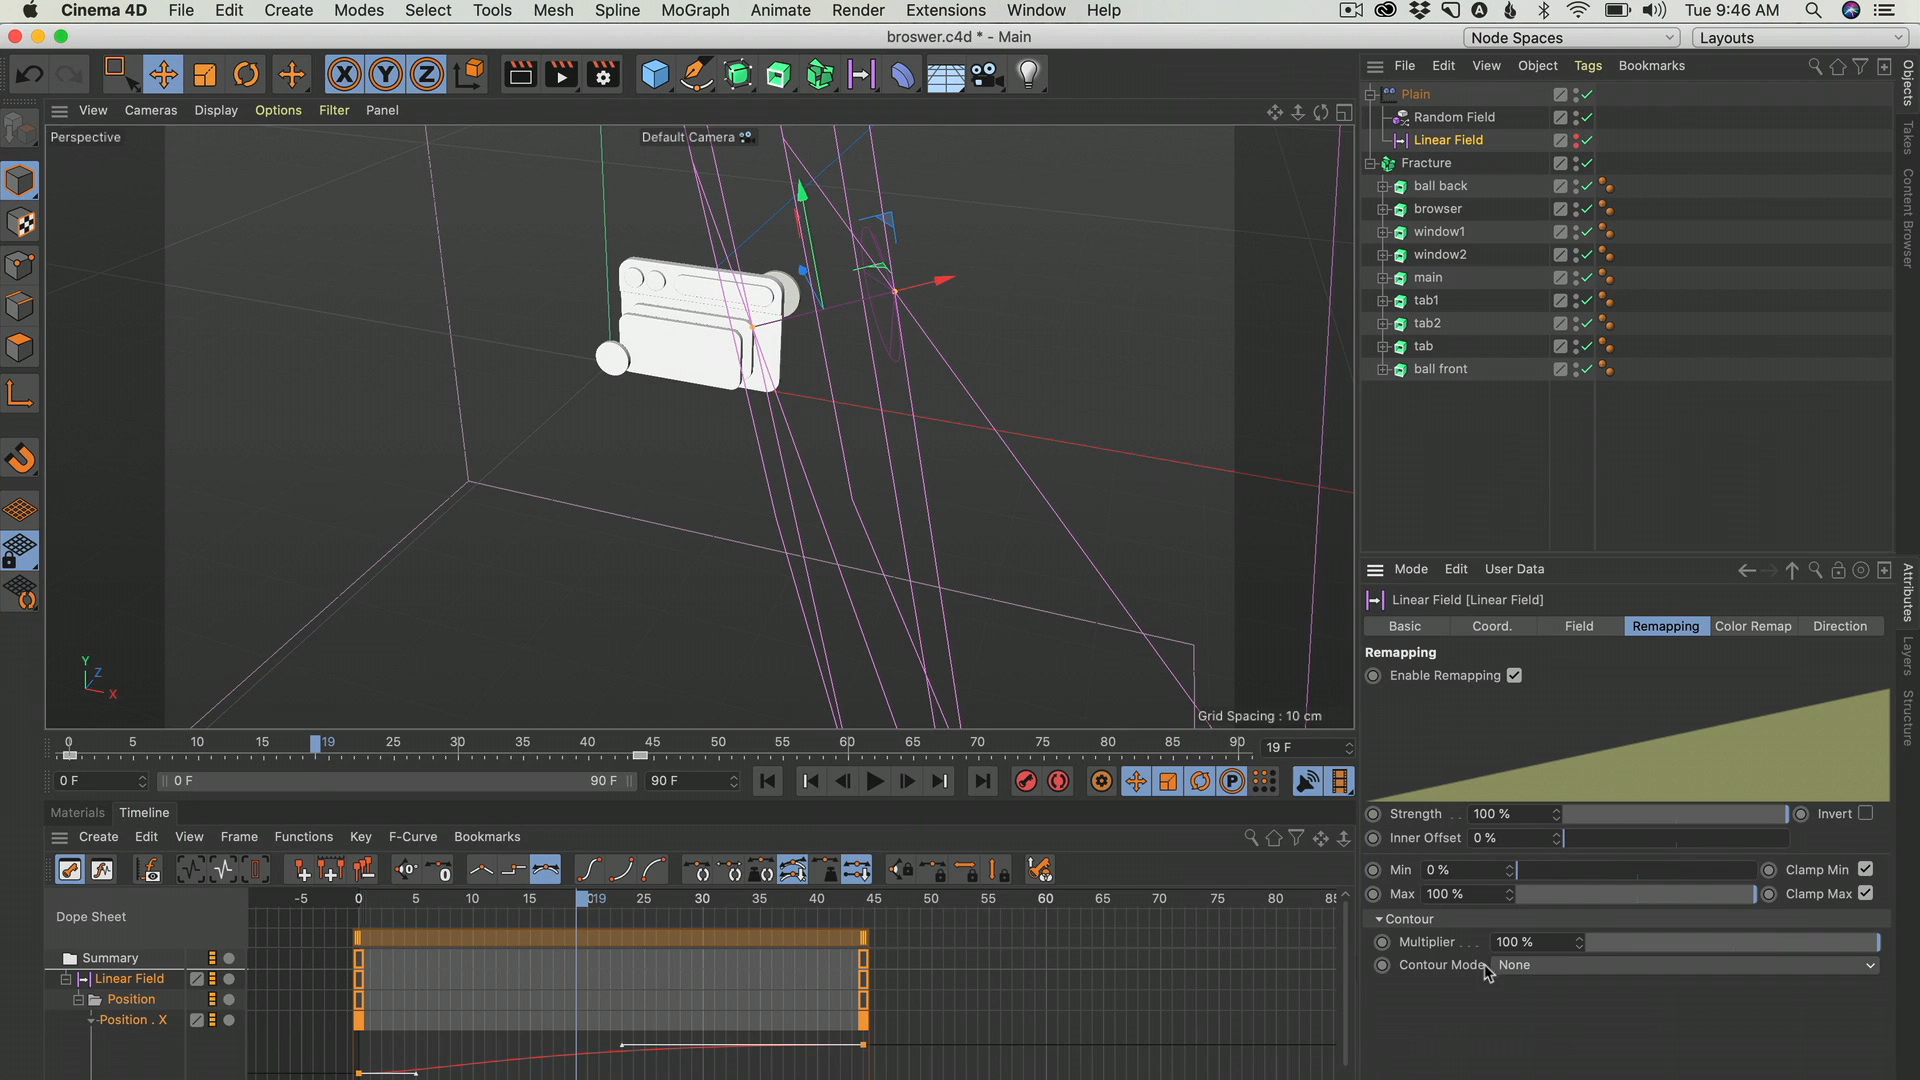 Cinema 4D File Edit Create Modes Select Tools Mesh Spline MoGraph Animate Render Extensions Window Help Tue 9:46 AM
broswer.c4d * - Main
Node Spaces Layouts
File Edit View Object Tags Bookmarks
Plain
Random Field
Linear Field
Fracture
ball back
browser
window1
window2
main
tab1
tab2
tab
ball front
Objects
Takes
Content Browser
View Cameras Display Options Filter Panel
Perspective Default Camera
Y
Z
X
Grid Spacing : 10 cm
Mode Edit User Data
Linear Field [Linear Field]
Basic Coord. Field Remapping Color Remap Direction
Remapping
Enable Remapping
Strength . . 100 % Invert
Inner Offset 0 %
Min 0 % Clamp Min
Max 100 % Clamp Max
Contour
Multiplier . . . 100 %
Contour Mode None
Attributes
Layers
Structure
0 5 10 15 19 25 30 35 40 45 50 55 60 65 70 75 80 85 90 19 F
0 F 0 F 90 F 90 F
Materials Timeline
Create Edit View Frame Functions Key F-Curve Bookmarks
-5 0 5 10 15 19 25 30 35 40 45 50 55 60 65 70 75 80
Dope Sheet
Summary
Linear Field
Position
Position . X